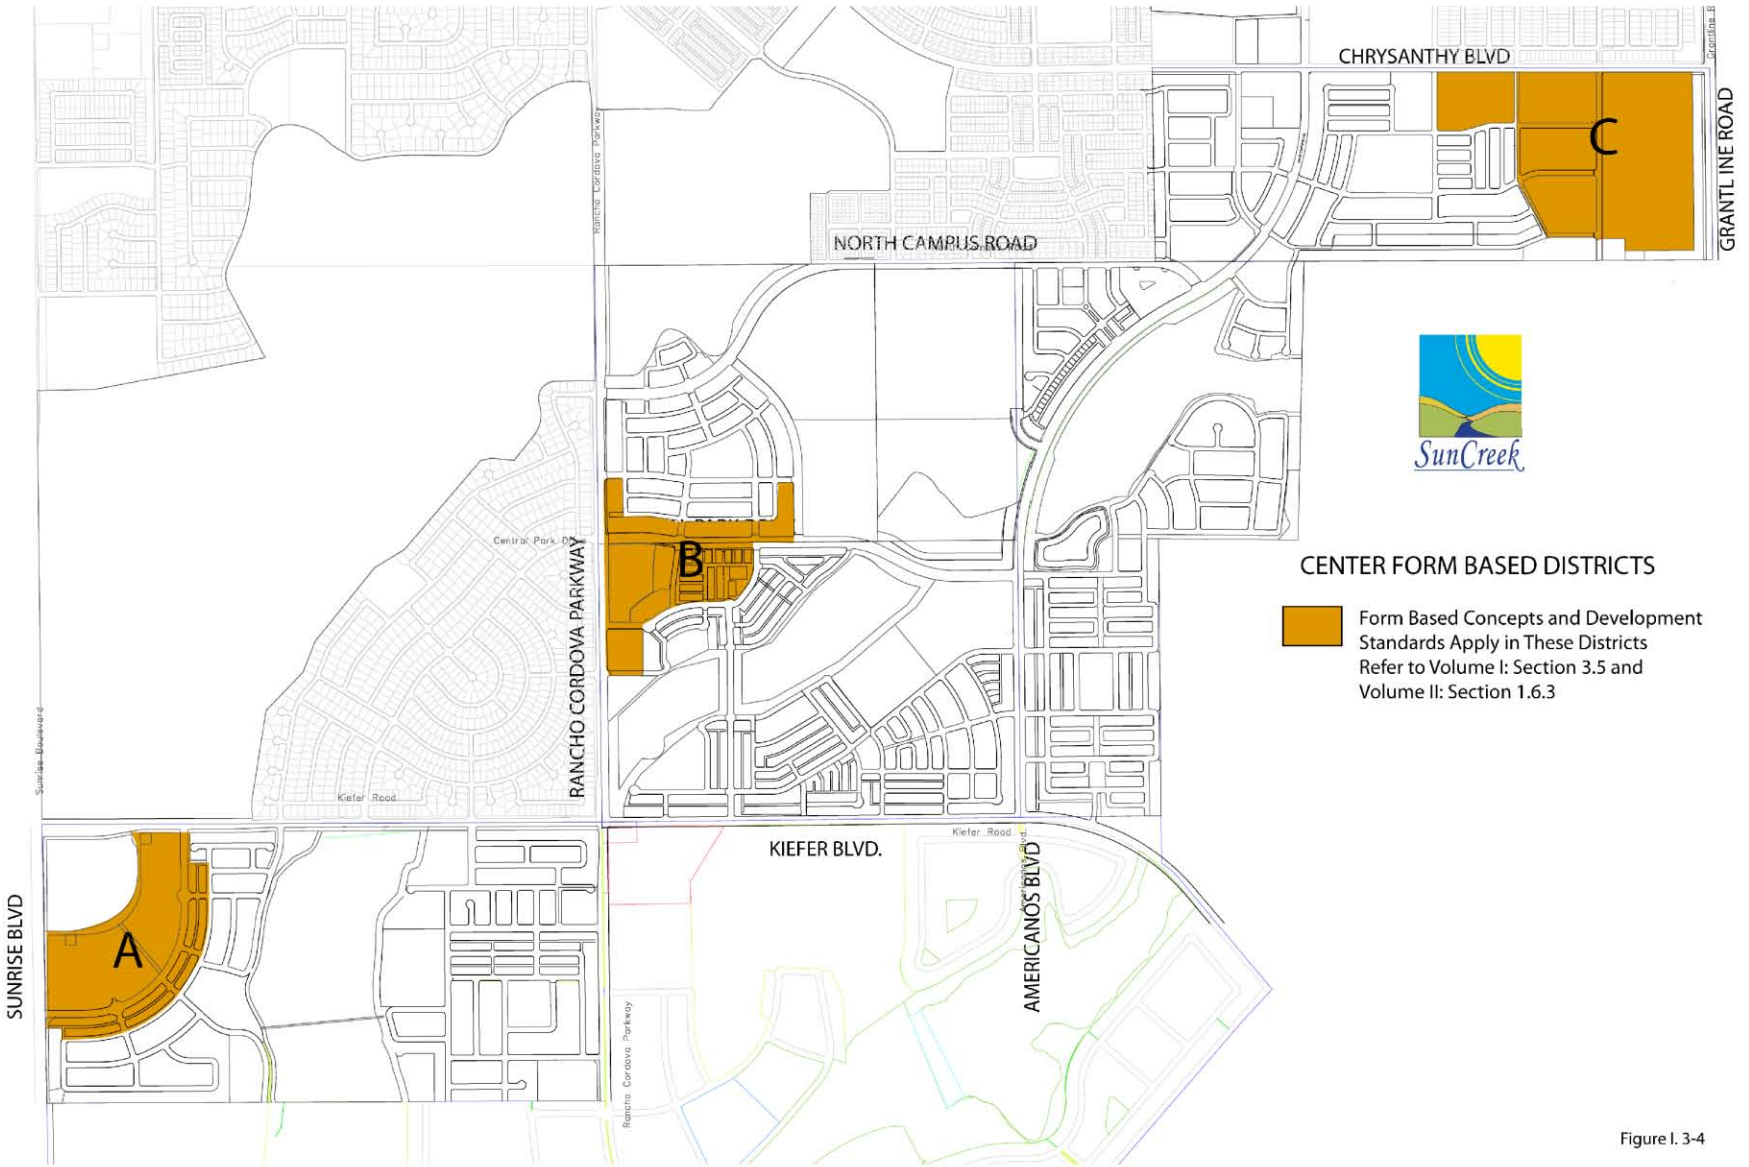 Grantline R
CHRYSANTHY BLVD
GRANTLINE ROAD
C
Rancho Cordova Parkway
NORTH CAMPUS ROAD
SunCreek
Central Park D
B
RANCHO CORDOVA PARKWAY
CENTER FORM BASED DISTRICTS
Form Based Concepts and Development
Standards Apply in These Districts
Refer to Volume I: Section 3.5 and
Volume II: Section 1.6.3
Sunrise Boulevard
Kiefer Road
Kiefer Road
KIEFER BLVD.
Americanos Blvd.
AMERICANOS BLVD
SUNRISE BLVD
A
Rancho Cordova Parkway
Figure I. 3-4